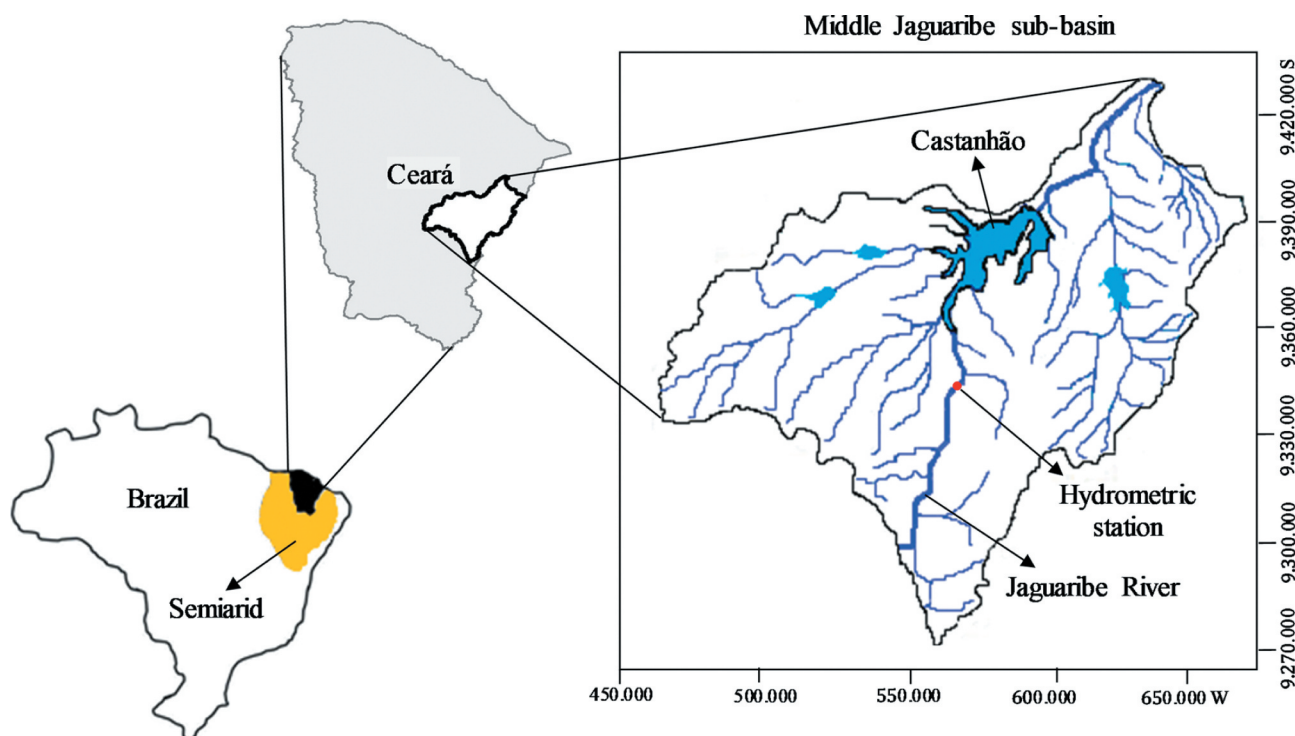 Middle Jaguaribe sub-basin
Ceará
Castanhão
Brazil
Semiarid
Hydrometric
station
Jaguaribe River
9.420.000 S
9.390.000
9.360.000
9.330.000
9.300.000
9.270.000
450.000
500.000
550.000
600.000
650.000 W